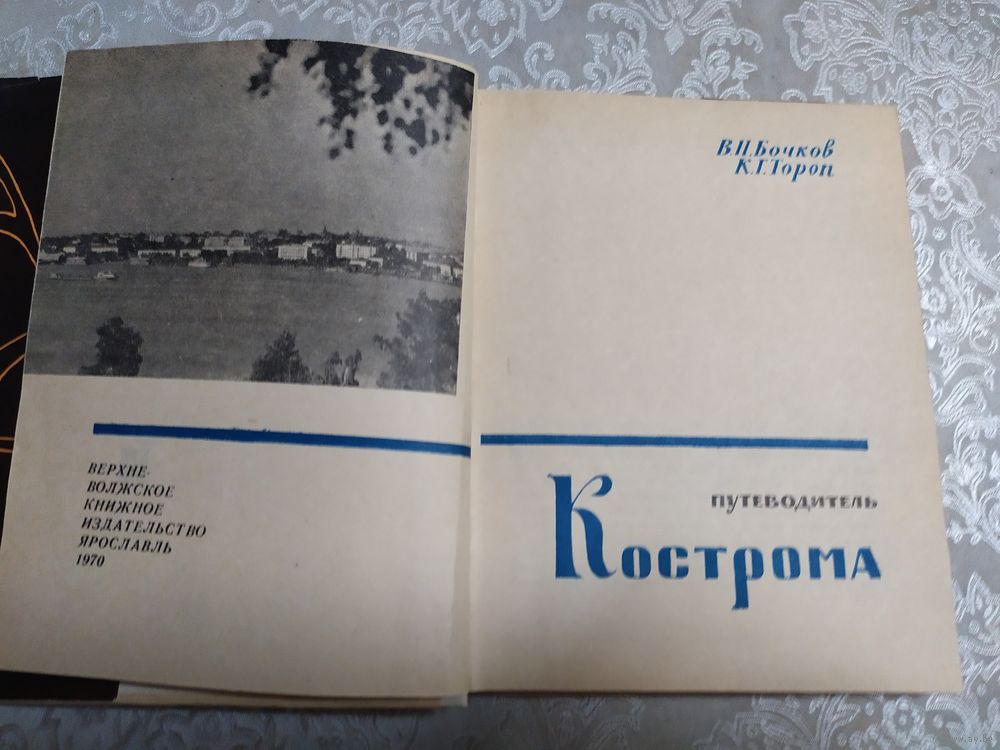 ВЕРХНЕ-
ВОЛЖСКОЕ
КНИЖНОЕ
ИЗДАТЕЛЬСТВО
ЯРОСЛАВЛЬ
1970
В.Н.Бочков
К.Г.Тороп
ПУТЕВОДИТЕЛЬ
КОСТРОМА